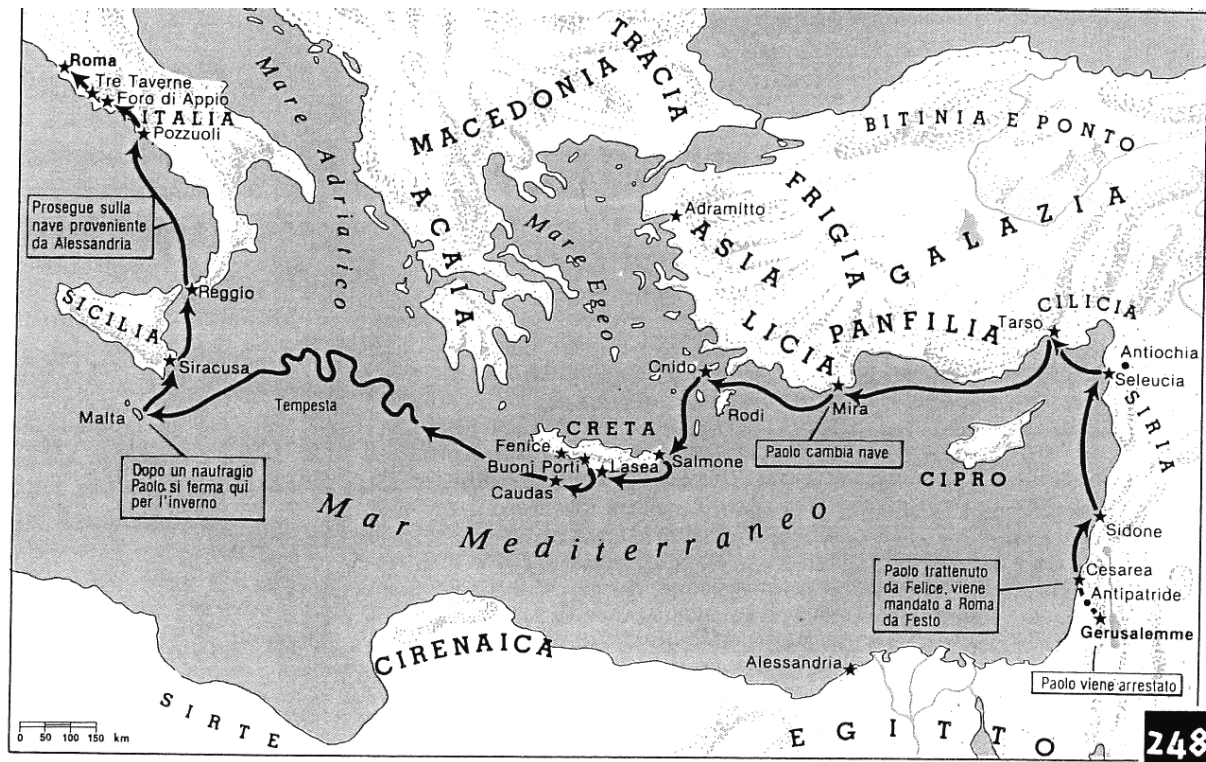 Roma
Tre Taverne
Foro di Appio
ITALIA
Pozzuoli
Mare Adriatico
MACEDONIA
TRACIA
BITINIA E PONTO
Prosegue sulla
nave proveniente
da Alessandria
ACAIA
Mare Egeo
Adramitto
ASIA
FRIGIA
GALAZIA
Reggio
SICILIA
Siracusa
LICIA
PANFILIA
CILICIA
Tarso
Antiochia
Seleucia
SIRIA
Malta
Tempesta
Cnido
Rodi
Mira
Paolo cambia nave
CIPRO
CRETA
Fenice
Buoni Porti
Lasea
Salmone
Caudas
Dopo un naufragio
Paolo si ferma qui
per l'inverno
Mar Mediterraneo
Sidone
Paolo trattenuto
da Felice, viene
mandato a Roma
da Festo
Cesarea
Antipatride
Gerusalemme
Paolo viene arrestato
CIRENAICA
Alessandria
SIRTE
EGITTO
0 50 100 150 km
248